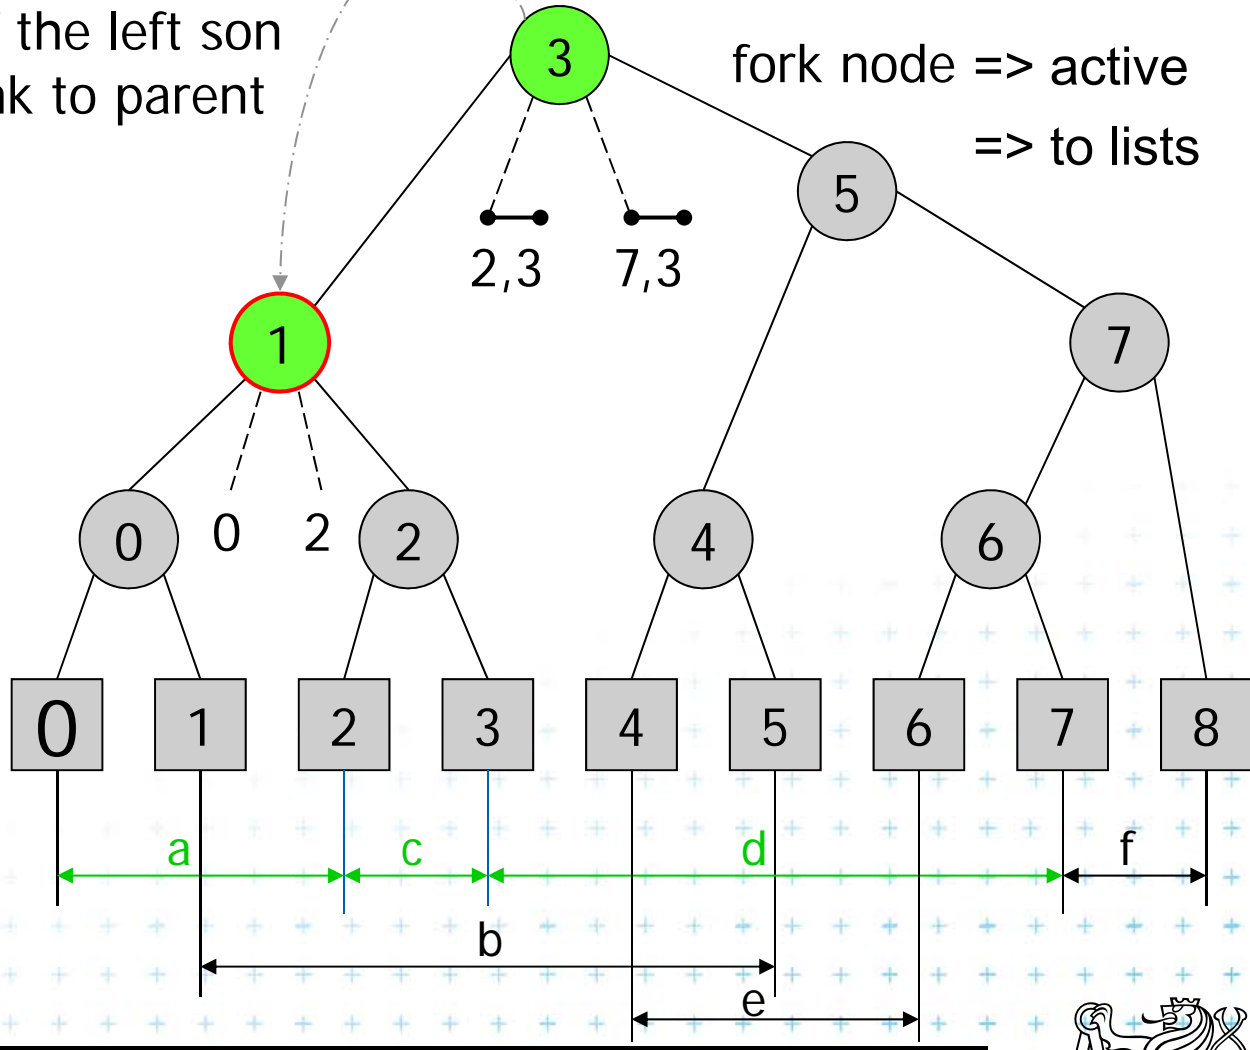 the left son
k to parent
3
fork node => active
=> to lists
5
2,3
7,3
1
7
0
0
2
2
4
6
0
1
2
3
4
5
6
7
8
a
c
d
f
b
e